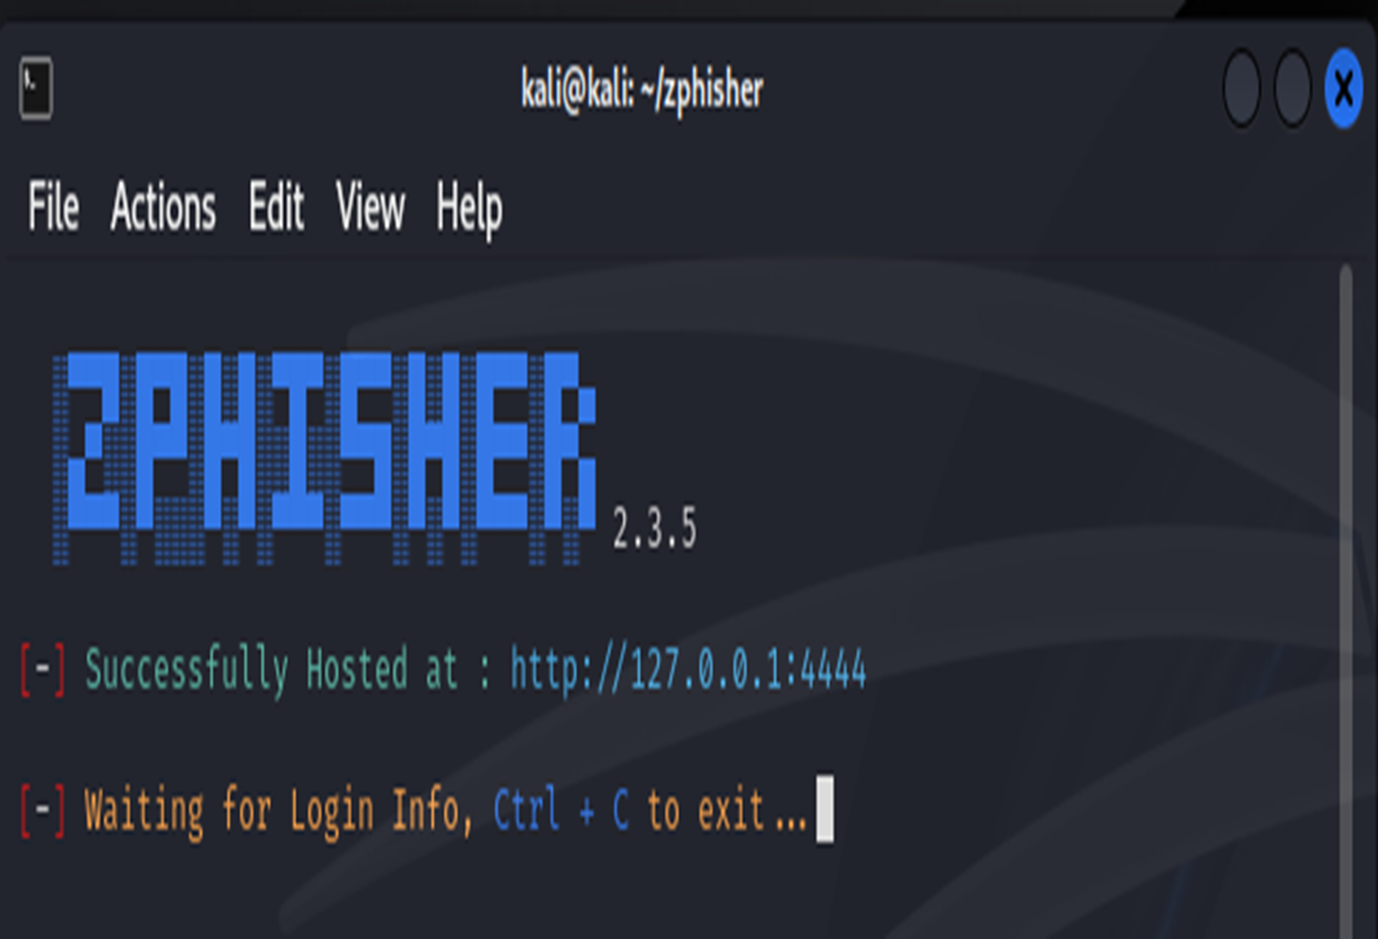 kali@kali: ~/zphisher
File Actions Edit View Help
ZPHISHER 2.3.5
[-] Successfully Hosted at : http://127.0.0.1:4444
[-] Waiting for Login Info, Ctrl + C to exit...